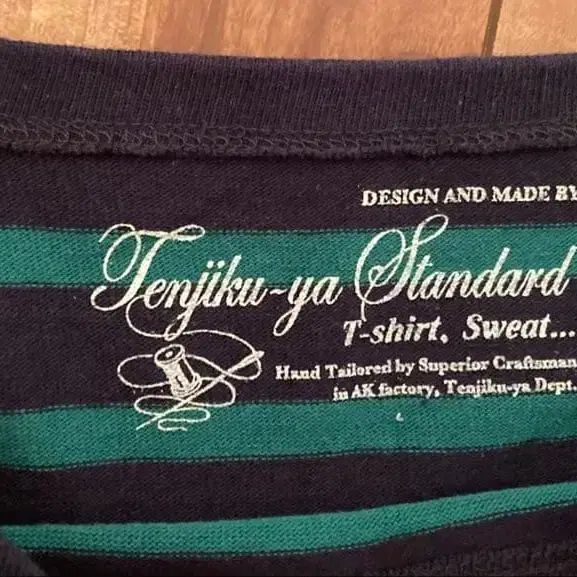 DESIGN AND MADE BY
Tenjiku-ya Standard
T-shirt, Sweat...
Hand Tailored by Superior Craftsman
in AK factory, Tenjiku-ya Dept.